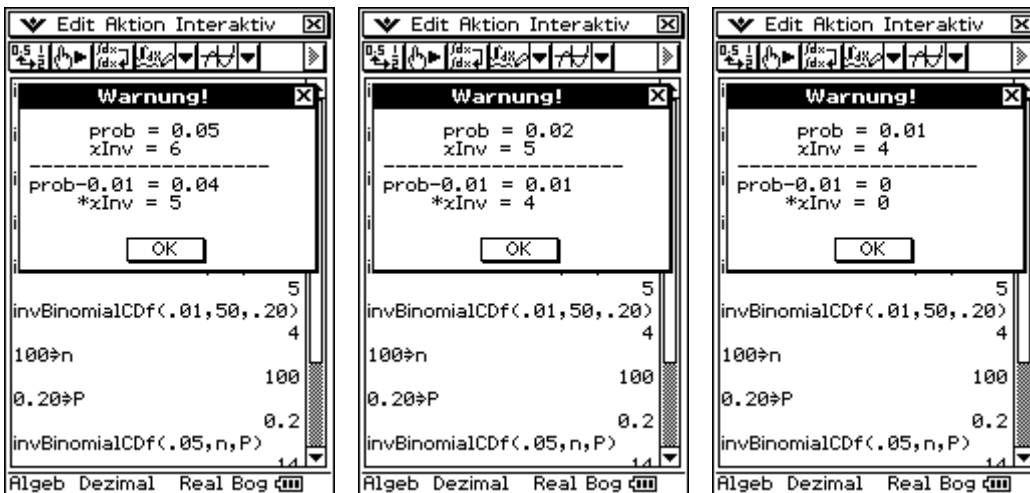 Edit Aktion Interaktiv
Warnung!
prob = 0.05
xInv = 6
prob-0.01 = 0.04
*xInv = 5
OK
5
invBinomialCDf(.01,50,.20)
4
100⇒n
100
0.20⇒P
0.2
invBinomialCDf(.05,n,P)
14
Algeb Dezimal Real Bog
Edit Aktion Interaktiv
Warnung!
prob = 0.02
xInv = 5
prob-0.01 = 0.01
*xInv = 4
OK
5
invBinomialCDf(.01,50,.20)
4
100⇒n
100
0.20⇒P
0.2
invBinomialCDf(.05,n,P)
14
Algeb Dezimal Real Bog
Edit Aktion Interaktiv
Warnung!
prob = 0.01
xInv = 4
prob-0.01 = 0
*xInv = 0
OK
5
invBinomialCDf(.01,50,.20)
4
100⇒n
100
0.20⇒P
0.2
invBinomialCDf(.05,n,P)
14
Algeb Dezimal Real Bog